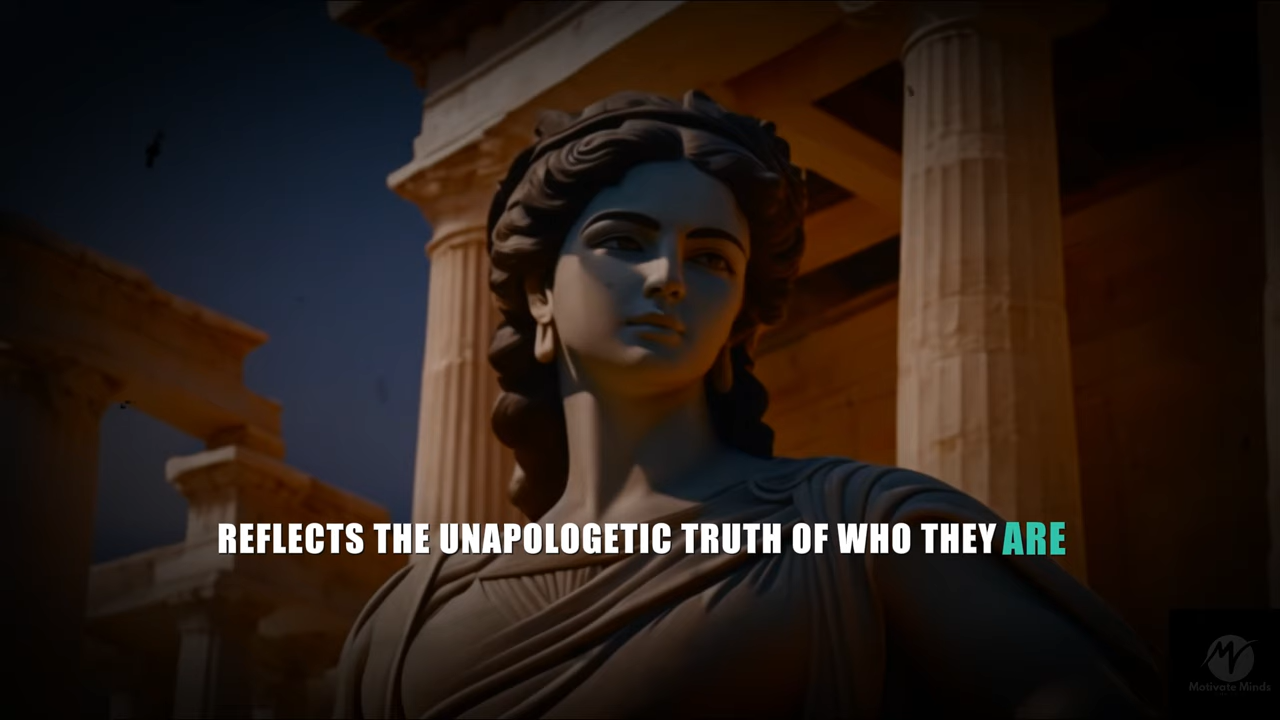 REFLECTS THE UNAPOLOGETIC TRUTH OF WHO THEY ARE
Motivate Minds